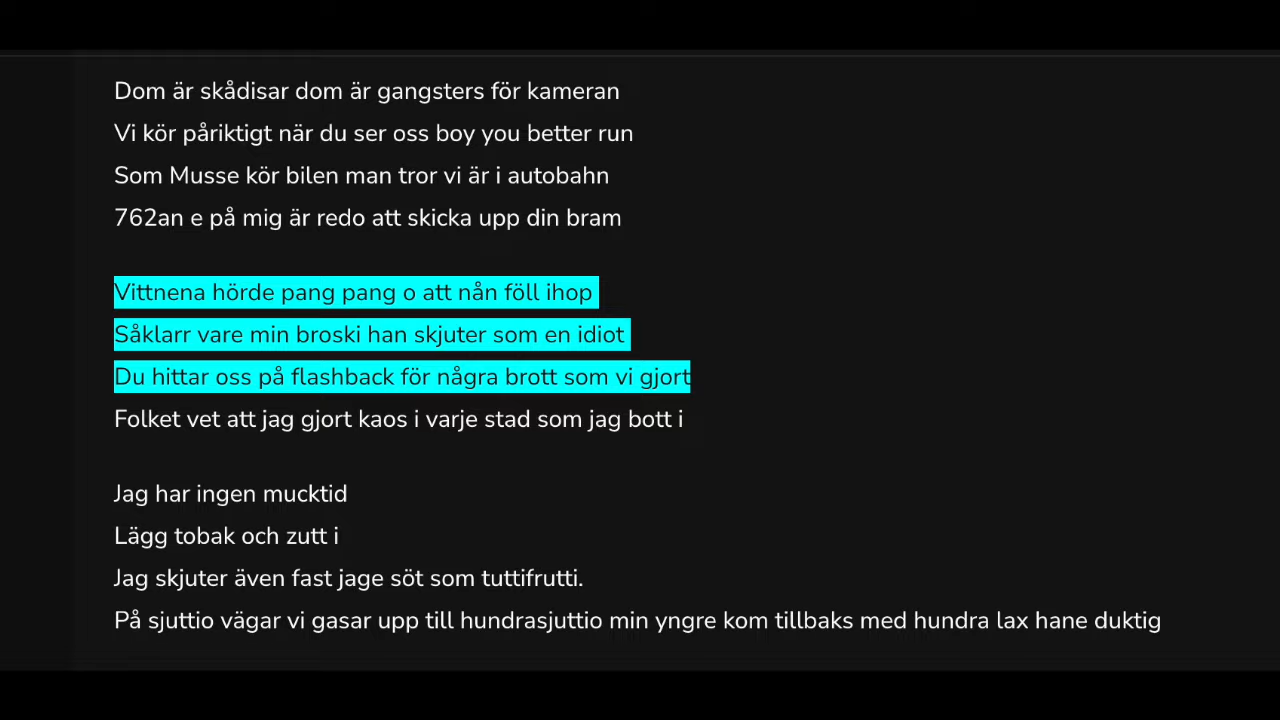 Dom är skådisar dom är gangsters för kameran
Vi kör påriktigt när du ser oss boy you better run
Som Musse kör bilen man tror vi är i autobahn
762an e på mig är redo att skicka upp din bram
Vittnena hörde pang pang o att nån föll ihop
Såklarr vare min broski han skjuter som en idiot
Du hittar oss på flashback för några brott som vi gjort
Folket vet att jag gjort kaos i varje stad som jag bott i
Jag har ingen mucktid
Lägg tobak och zutt i
Jag skjuter även fast jage söt som tuttifrutti.
På sjuttio vägar vi gasar upp till hundrasjuttio min yngre kom tillbaks med hundra lax hane duktig